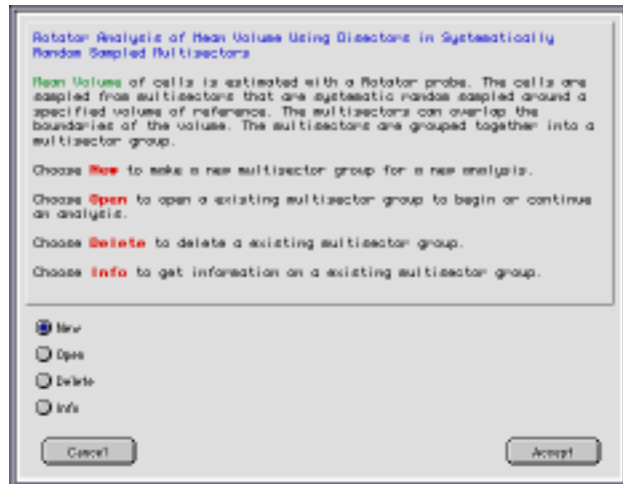 Rotator Analysis of Mean Volume Using Disectors in Systematically
Random Sampled Multisectors
Mean Volume of cells is estimated with a Rotator probe. The cells are
sampled from multisectors that are systematic random sampled around a
specified volume of reference. The multisectors can overlap the
boundaries of the volume. The multisectors are grouped together into a
multisector group.
Choose New to make a new multisector group for a new analysis.
Choose Open to open a existing multisector group to begin or continue
an analysis.
Choose Delete to delete a existing multisector group.
Choose Info to get information on a existing multisector group.
New
Open
Delete
Info
Cancel
Accept